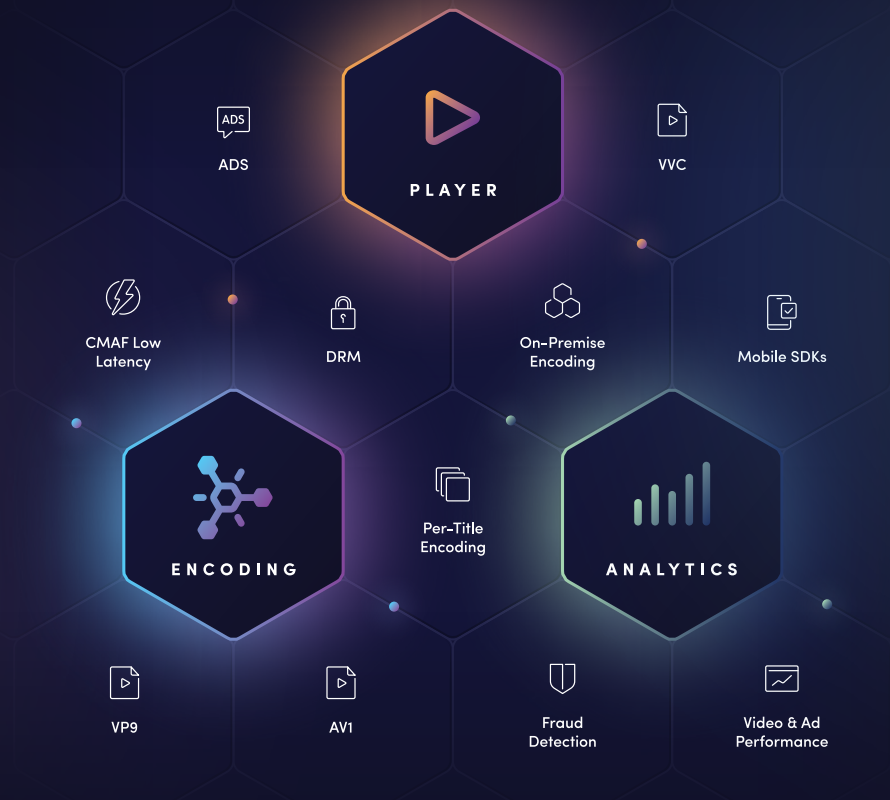 ADS
ADS
PLAYER
VVC
CMAF Low
Latency
DRM
On-Premise
Encoding
Mobile SDKs
ENCODING
Per-Title
Encoding
ANALYTICS
VP9
AV1
Fraud
Detection
Video & Ad
Performance